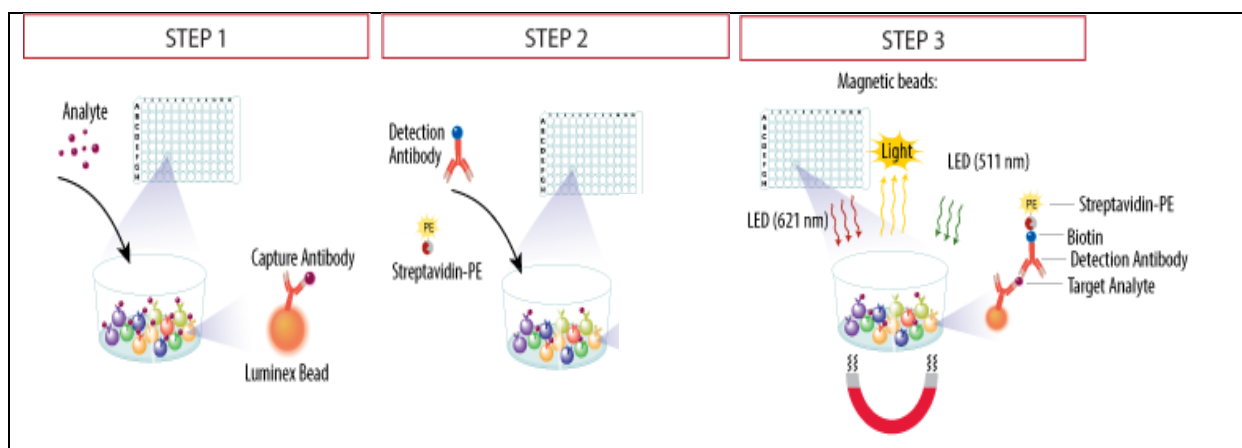 STEP 1
Analyte
A
B
C
D
E
F
G
H
Capture Antibody
Luminex Bead
STEP 2
Detection
Antibody
A
B
C
D
E
F
G
H
PE
Streptavidin-PE
STEP 3
Magnetic beads:
A
B
C
D
E
F
G
H
Light
LED (511 nm)
LED (621 nm)
PE
Streptavidin-PE
Biotin
Detection Antibody
Target Analyte